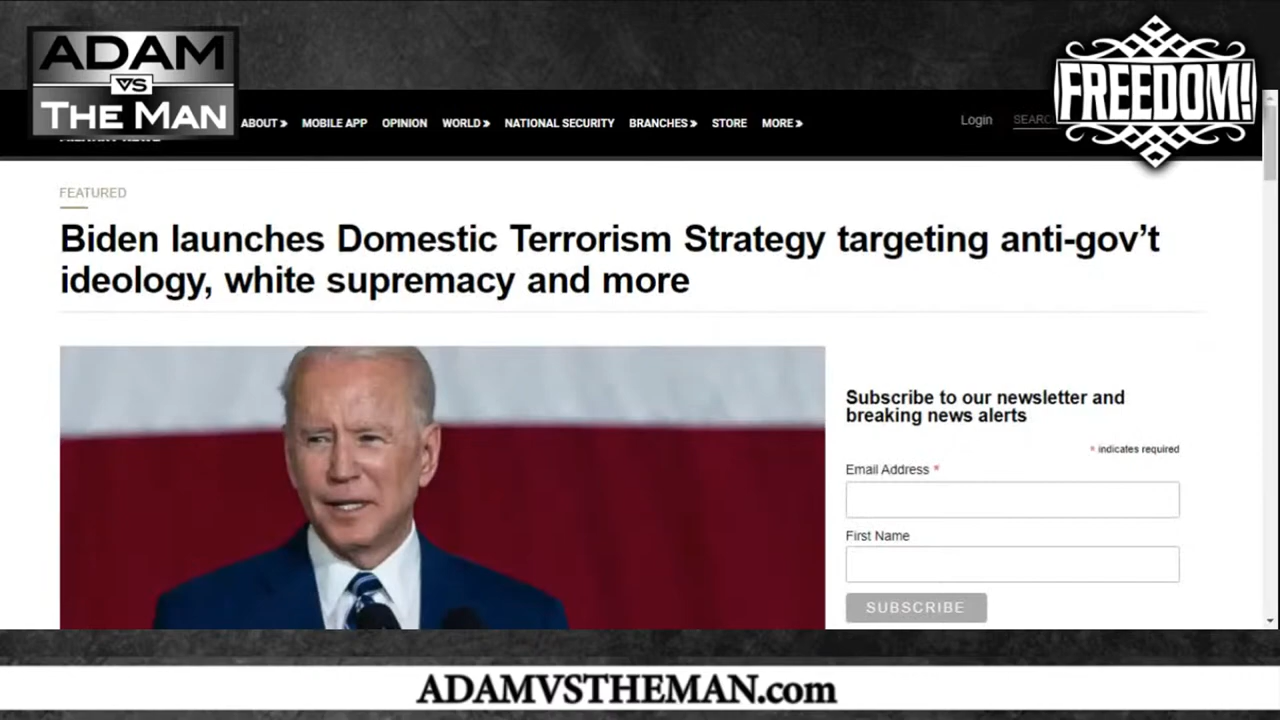 ADAM
VS
THE MAN
FREEDOM!
ABOUT » MOBILE APP OPINION WORLD » NATIONAL SECURITY BRANCHES » STORE MORE »
Login SEARC
FEATURED
Biden launches Domestic Terrorism Strategy targeting anti-gov't
ideology, white supremacy and more
Subscribe to our newsletter and
breaking news alerts
* indicates required
Email Address *
First Name
SUBSCRIBE
ADAMVSTHEMAN.com